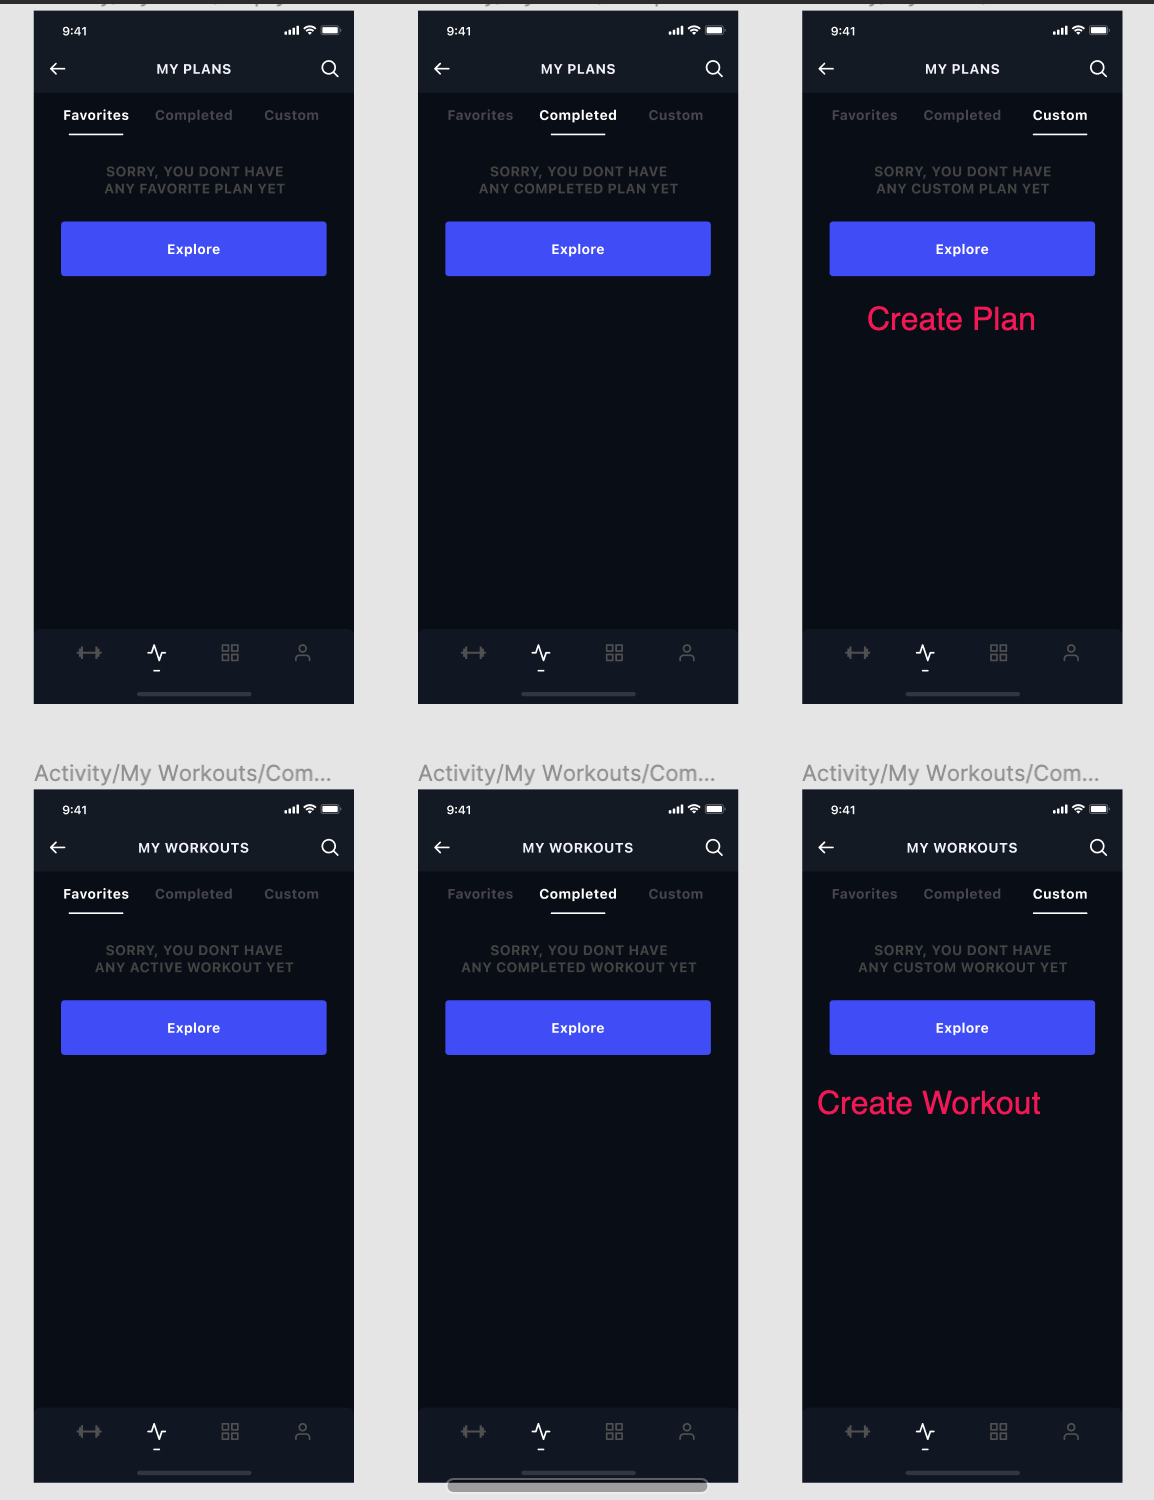 9:41
MY PLANS
Favorites Completed Custom
SORRY, YOU DONT HAVE
ANY FAVORITE PLAN YET
Explore
9:41
MY PLANS
Favorites Completed Custom
SORRY, YOU DONT HAVE
ANY COMPLETED PLAN YET
Explore
9:41
MY PLANS
Favorites Completed Custom
SORRY, YOU DONT HAVE
ANY CUSTOM PLAN YET
Explore
Create Plan
Activity/My Workouts/Com...
9:41
MY WORKOUTS
Favorites Completed Custom
SORRY, YOU DONT HAVE
ANY ACTIVE WORKOUT YET
Explore
Activity/My Workouts/Com...
9:41
MY WORKOUTS
Favorites Completed Custom
SORRY, YOU DONT HAVE
ANY COMPLETED WORKOUT YET
Explore
Activity/My Workouts/Com...
9:41
MY WORKOUTS
Favorites Completed Custom
SORRY, YOU DONT HAVE
ANY CUSTOM WORKOUT YET
Explore
Create Workout